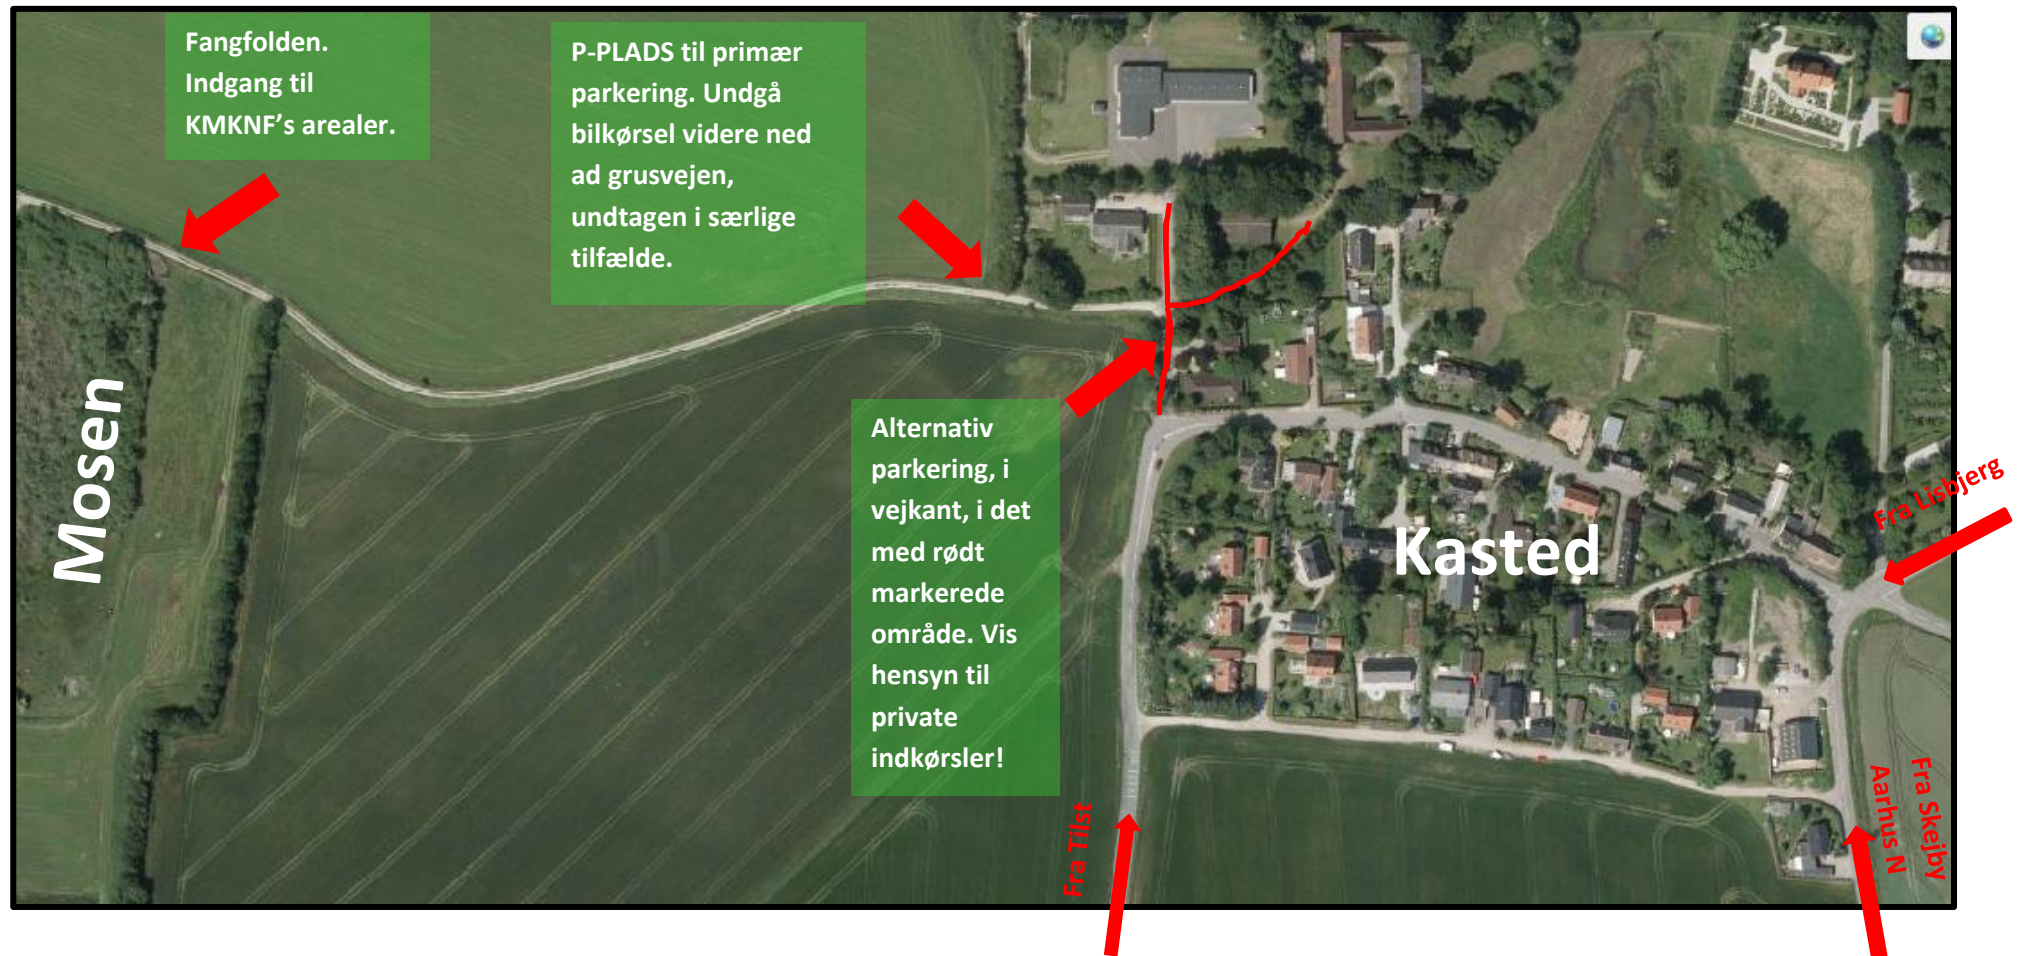 Fangfolden.
Indgang til
KMKNF's arealer.
P-PLADS til primær
parkering. Undgå
bilkørsel videre ned
ad grusvejen,
undtagen i særlige
tilfælde.
Mosen
Alternativ
parkering, i
vejkant, i det
med rødt
markerede
område. Vis
hensyn til
private
indkørsler!
Kasted
Fra Lisbjerg
Fra Tilst
Fra Skejby
Aarhus N